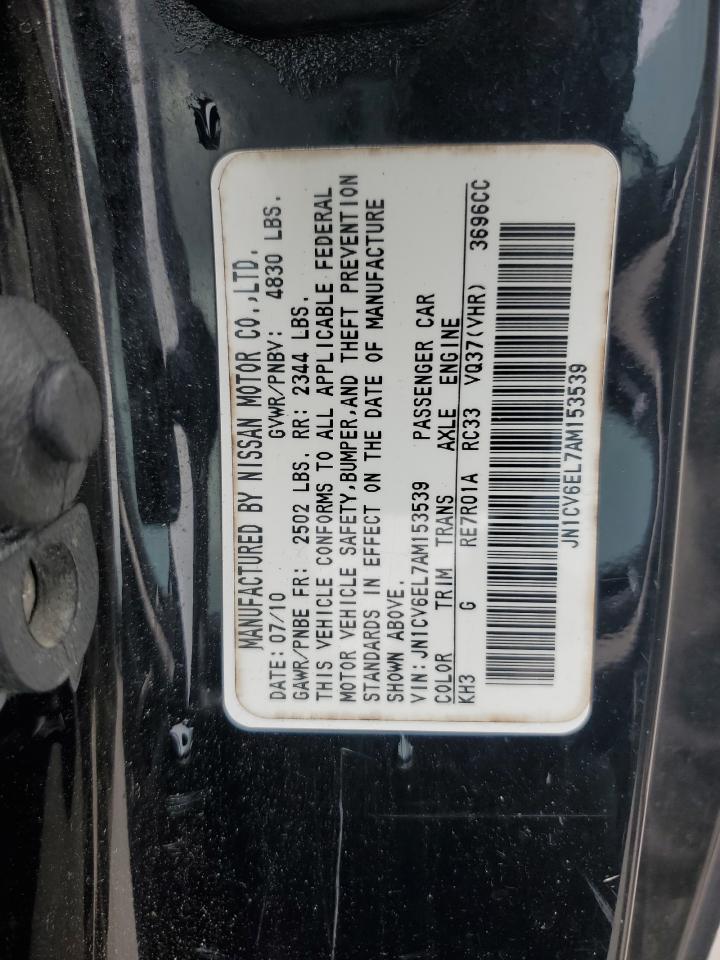 MANUFACTURED BY NISSAN MOTOR CO.,LTD.
DATE: 07/10 GVWR/PNBV: 4830 LBS.
GAWR/PNBE FR: 2502 LBS. RR: 2344 LBS.
THIS VEHICLE CONFORMS TO ALL APPLICABLE FEDERAL
MOTOR VEHICLE SAFETY,BUMPER,AND THEFT PREVENTION
STANDARDS IN EFFECT ON THE DATE OF MANUFACTURE
SHOWN ABOVE.
VIN: JN1CV6EL7AM153539 PASSENGER CAR
COLOR TRIM TRANS AXLE ENGINE
KH3 G RE7R01A RC33 VQ37(VHR) 3696CC
JN1CV6EL7AM153539